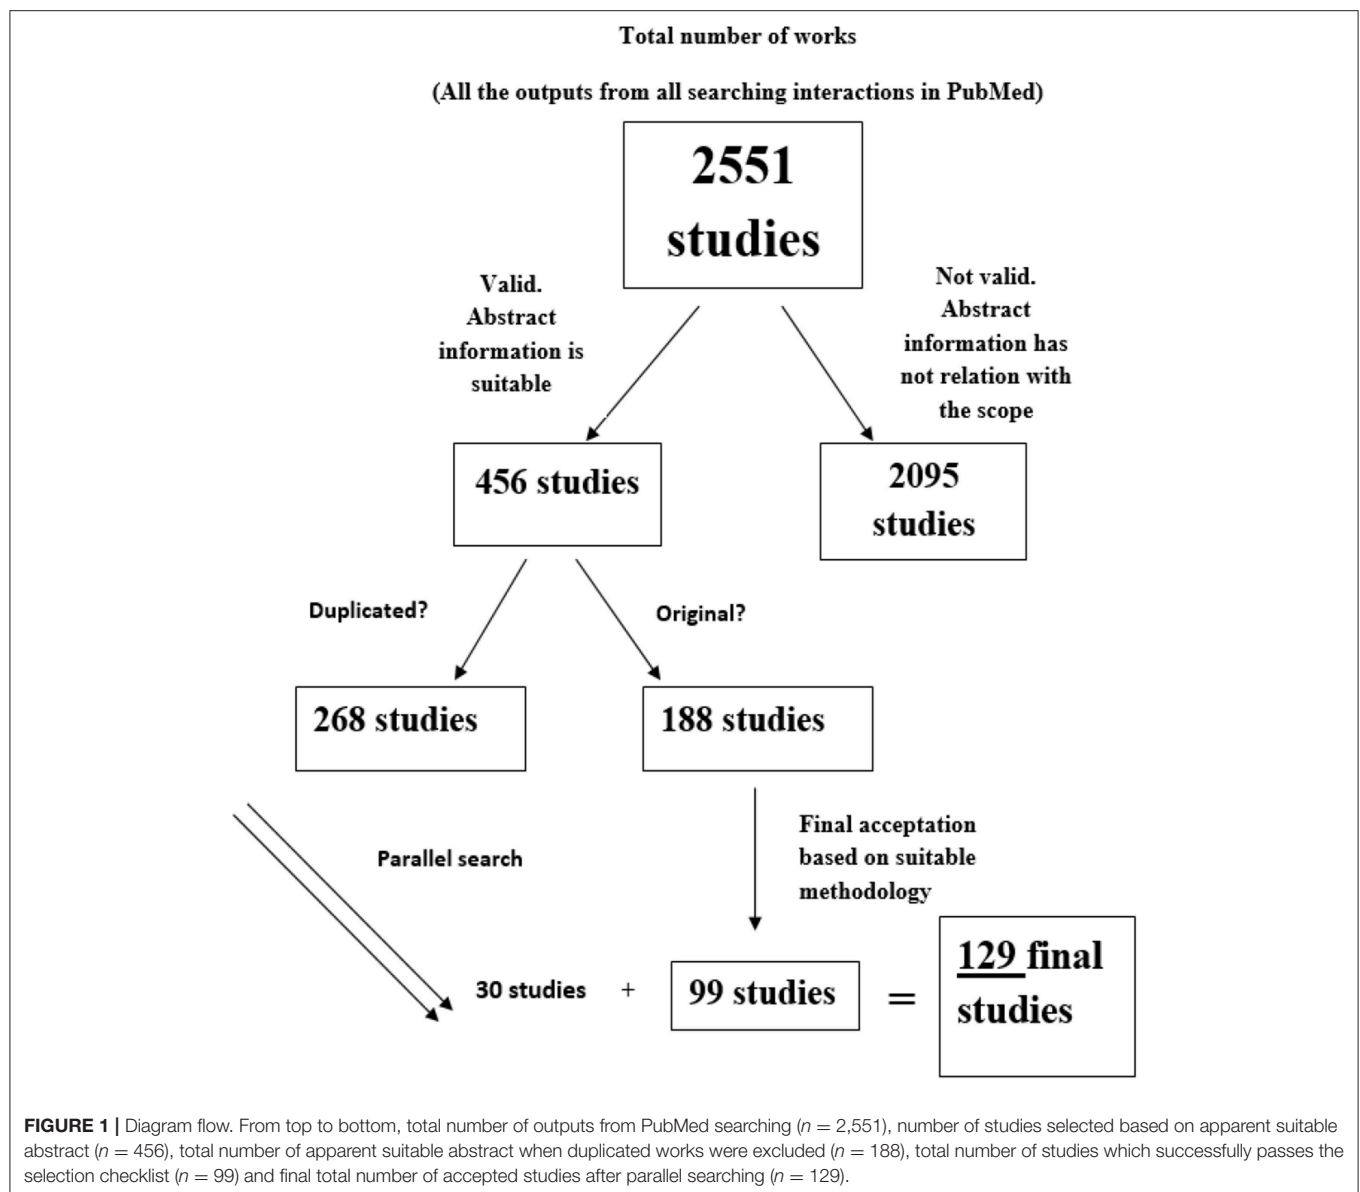 Total number of works
(All the outputs from all searching interactions in PubMed)
2551
studies
Valid.
Abstract
information is
suitable
Not valid.
Abstract
information has
not relation with
the scope
456 studies
2095
studies
Duplicated?
Original?
268 studies
188 studies
Parallel search
Final acceptation
based on suitable
methodology
30 studies + 99 studies = 129 final
studies
FIGURE 1 | Diagram flow. From top to bottom, total number of outputs from PubMed searching (n = 2,551), number of studies selected based on apparent suitable
abstract (n = 456), total number of apparent suitable abstract when duplicated works were excluded (n = 188), total number of studies which successfully passes the
selection checklist (n = 99) and final total number of accepted studies after parallel searching (n = 129).